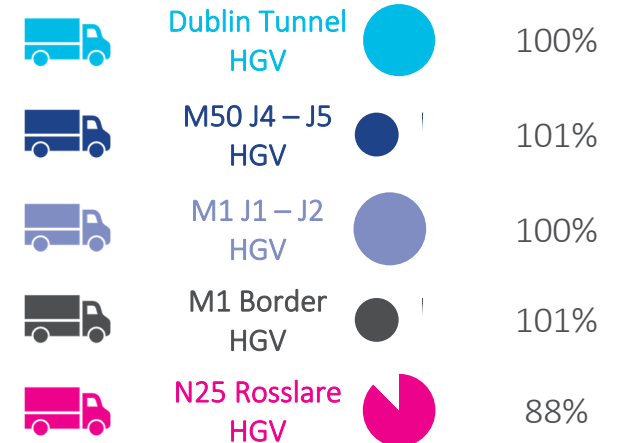 Dublin Tunnel
HGV
100%
M50 J4 – J5
HGV
101%
M1 J1 – J2
HGV
100%
M1 Border
HGV
101%
N25 Rosslare
HGV
88%